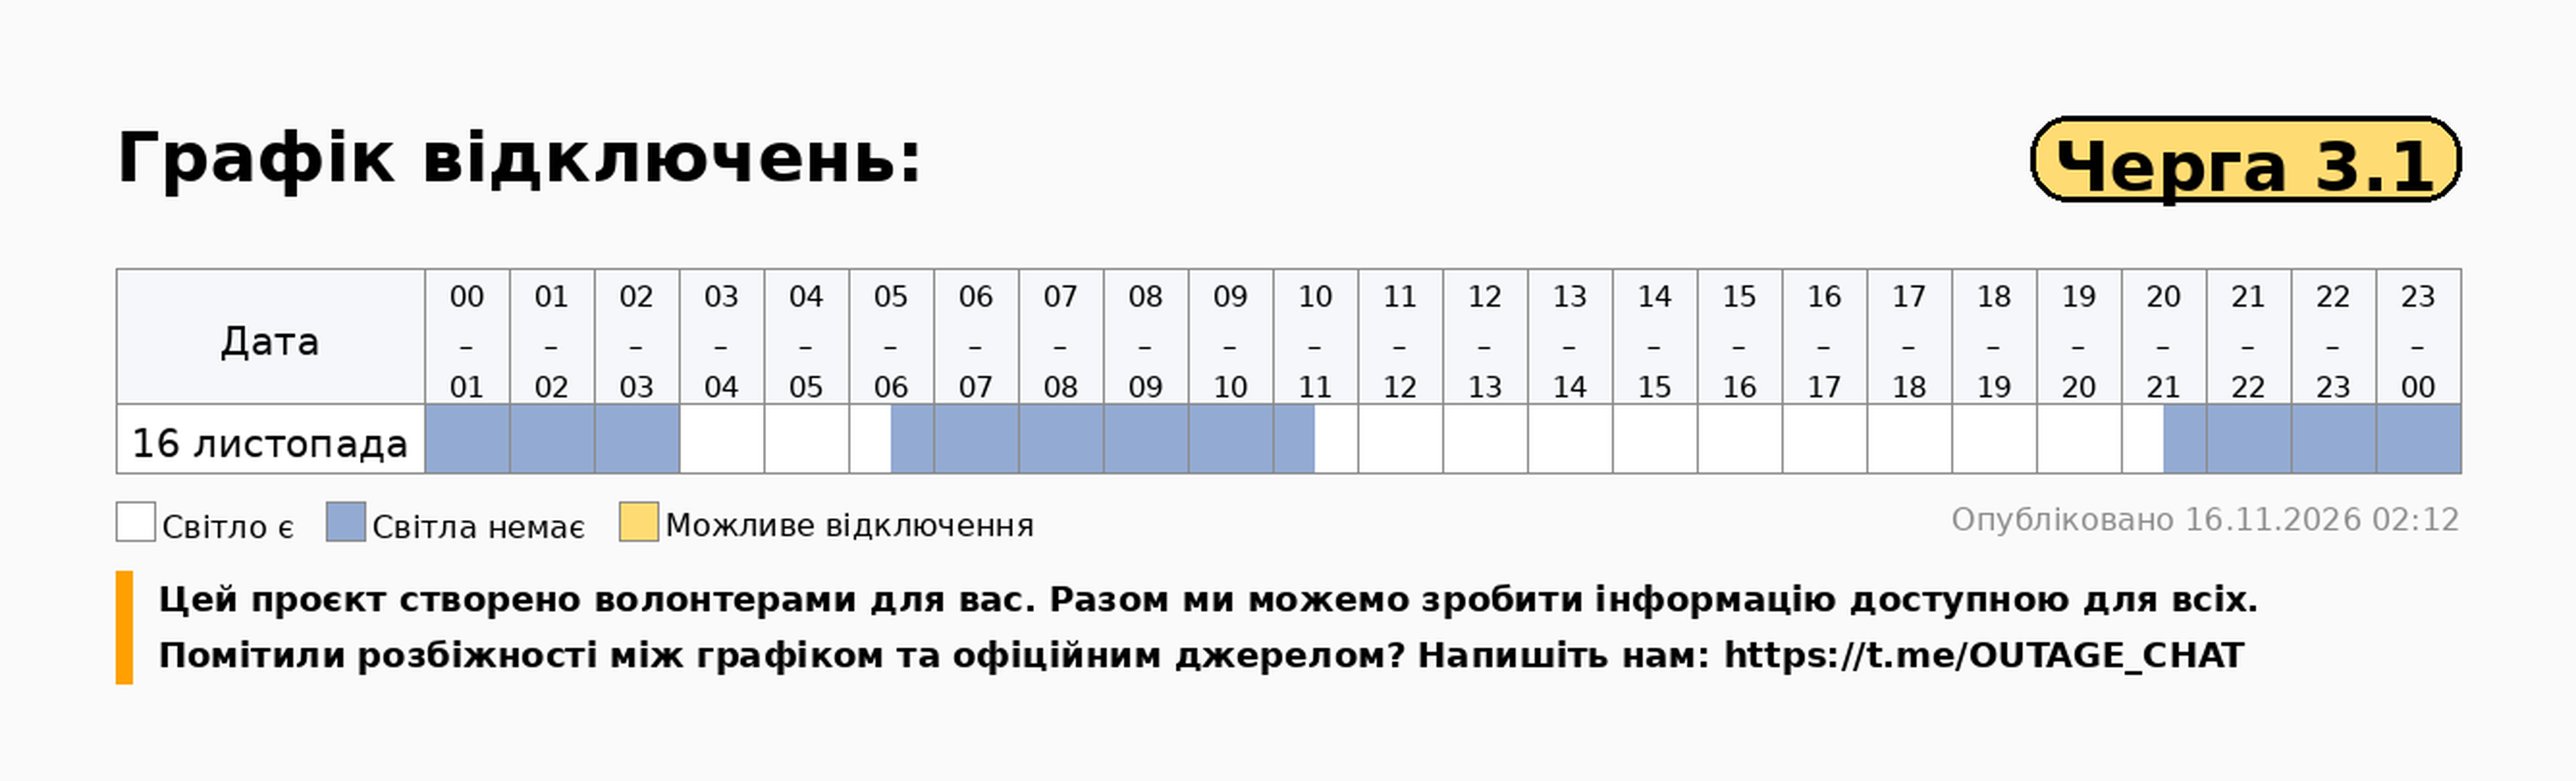 Графік відключень:
Черга 3.1
Дата
00 – 01
01 – 02
02 – 03
03 – 04
04 – 05
05 – 06
06 – 07
07 – 08
08 – 09
09 – 10
10 – 11
11 – 12
12 – 13
13 – 14
14 – 15
15 – 16
16 – 17
17 – 18
18 – 19
19 – 20
20 – 21
21 – 22
22 – 23
23 – 00
16 листопада
Світло є
Світла немає
Можливе відключення
Опубліковано 16.11.2026 02:12
Цей проєкт створено волонтерами для вас. Разом ми можемо зробити інформацію доступною для всіх.
Помітили розбіжності між графіком та офіційним джерелом? Напишіть нам: https://t.me/OUTAGE_CHAT